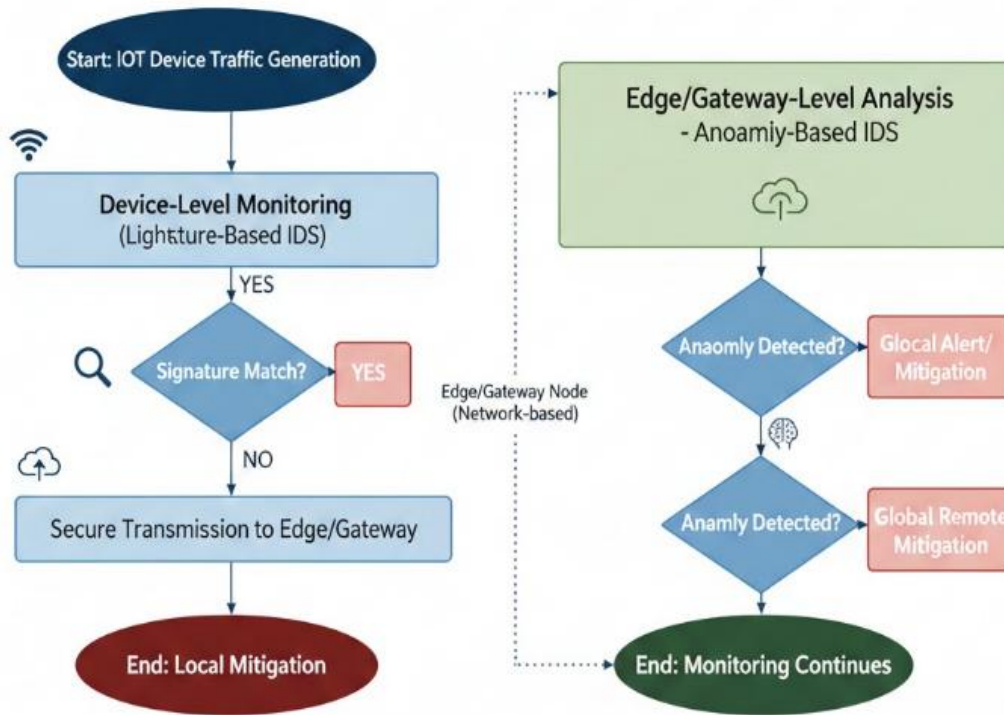 Start: IOT Device Traffic Generation
Device-Level Monitoring
(Lighture-Based IDS)
YES
Signature Match?
YES
NO
Secure Transmission to Edge/Gateway
End: Local Mitigation
Edge/Gateway Node
(Network-based)
Edge/Gateway-Level Analysis
- Anoamiy-Based IDS
Anaomly Detected?
Glocal Alert/
Mitigation
Anamly Detected?
Global Remote
Mitigation
End: Monitoring Continues